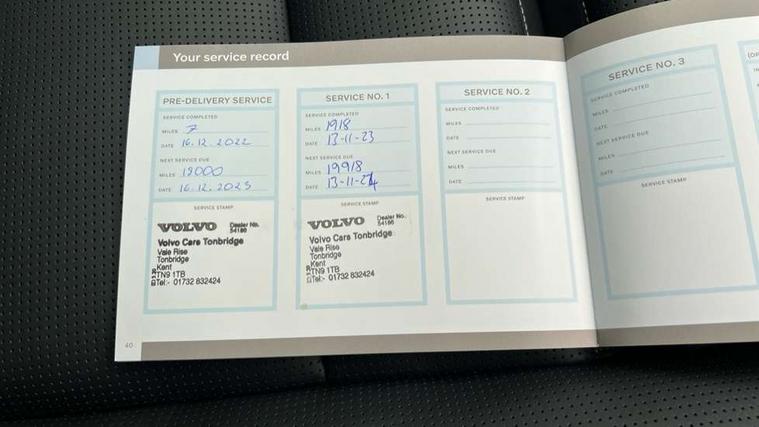 Your service record
PRE-DELIVERY SERVICE
SERVICE COMPLETED
MILES 7
DATE 16.12.2022
NEXT SERVICE DUE
MILES 18000
DATE 16.12.2023
SERVICE STAMP
VOLVO Dealer No. 54186
Volvo Cars Tonbridge
Vale Rise
Tonbridge
Kent
TN9 1TB
Tel:- 01732 832424
SERVICE NO. 1
SERVICE COMPLETED
MILES 1918
DATE 13-11-23
NEXT SERVICE DUE
MILES 19918
DATE 13-11-24
SERVICE STAMP
VOLVO Dealer No. 54186
Volvo Cars Tonbridge
Vale Rise
Tonbridge
Kent
TN9 1TB
Tel:- 01732 832424
SERVICE NO. 2
SERVICE COMPLETED
MILES
DATE
NEXT SERVICE DUE
MILES
DATE
SERVICE STAMP
SERVICE NO. 3
SERVICE COMPLETED
MILES
DATE
NEXT SERVICE DUE
MILES
DATE
SERVICE STAMP
40